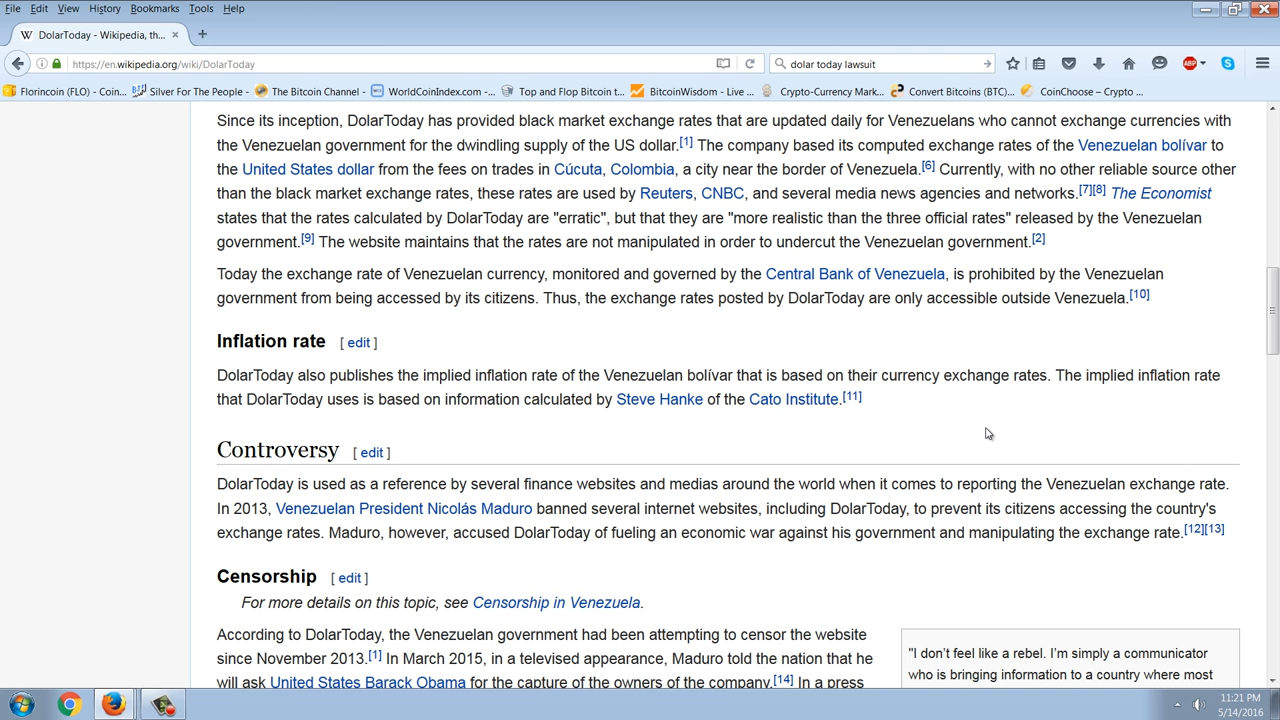 File Edit View History Bookmarks Tools Help
W DolarToday - Wikipedia, th... × +
https://en.wikipedia.org/wiki/DolarToday
dolar today lawsuit
ABP
Florincoin (FLO) - Coin... Silver For The People - ... The Bitcoin Channel - ... WorldCoinIndex.com -... Top and Flop Bitcoin t... BitcoinWisdom - Live ... Crypto-Currency Mark... Convert Bitcoins (BTC)... CoinChoose – Crypto ...
Since its inception, DolarToday has provided black market exchange rates that are updated daily for Venezuelans who cannot exchange currencies with
the Venezuelan government for the dwindling supply of the US dollar.[1] The company based its computed exchange rates of the Venezuelan bolívar to
the United States dollar from the fees on trades in Cúcuta, Colombia, a city near the border of Venezuela.[6] Currently, with no other reliable source other
than the black market exchange rates, these rates are used by Reuters, CNBC, and several media news agencies and networks.[7][8] The Economist
states that the rates calculated by DolarToday are "erratic", but that they are "more realistic than the three official rates" released by the Venezuelan
government.[9] The website maintains that the rates are not manipulated in order to undercut the Venezuelan government.[2]
Today the exchange rate of Venezuelan currency, monitored and governed by the Central Bank of Venezuela, is prohibited by the Venezuelan
government from being accessed by its citizens. Thus, the exchange rates posted by DolarToday are only accessible outside Venezuela.[10]
Inflation rate [ edit ]
DolarToday also publishes the implied inflation rate of the Venezuelan bolívar that is based on their currency exchange rates. The implied inflation rate
that DolarToday uses is based on information calculated by Steve Hanke of the Cato Institute.[11]
Controversy [ edit ]
DolarToday is used as a reference by several finance websites and medias around the world when it comes to reporting the Venezuelan exchange rate.
In 2013, Venezuelan President Nicolás Maduro banned several internet websites, including DolarToday, to prevent its citizens accessing the country's
exchange rates. Maduro, however, accused DolarToday of fueling an economic war against his government and manipulating the exchange rate.[12][13]
Censorship [ edit ]
For more details on this topic, see Censorship in Venezuela.
According to DolarToday, the Venezuelan government had been attempting to censor the website
since November 2013.[1] In March 2015, in a televised appearance, Maduro told the nation that he
will ask United States Barack Obama for the capture of the owners of the company.[14] In a press
"I don't feel like a rebel. I'm simply a communicator
who is bringing information to a country where most
11:21 PM
5/14/2016